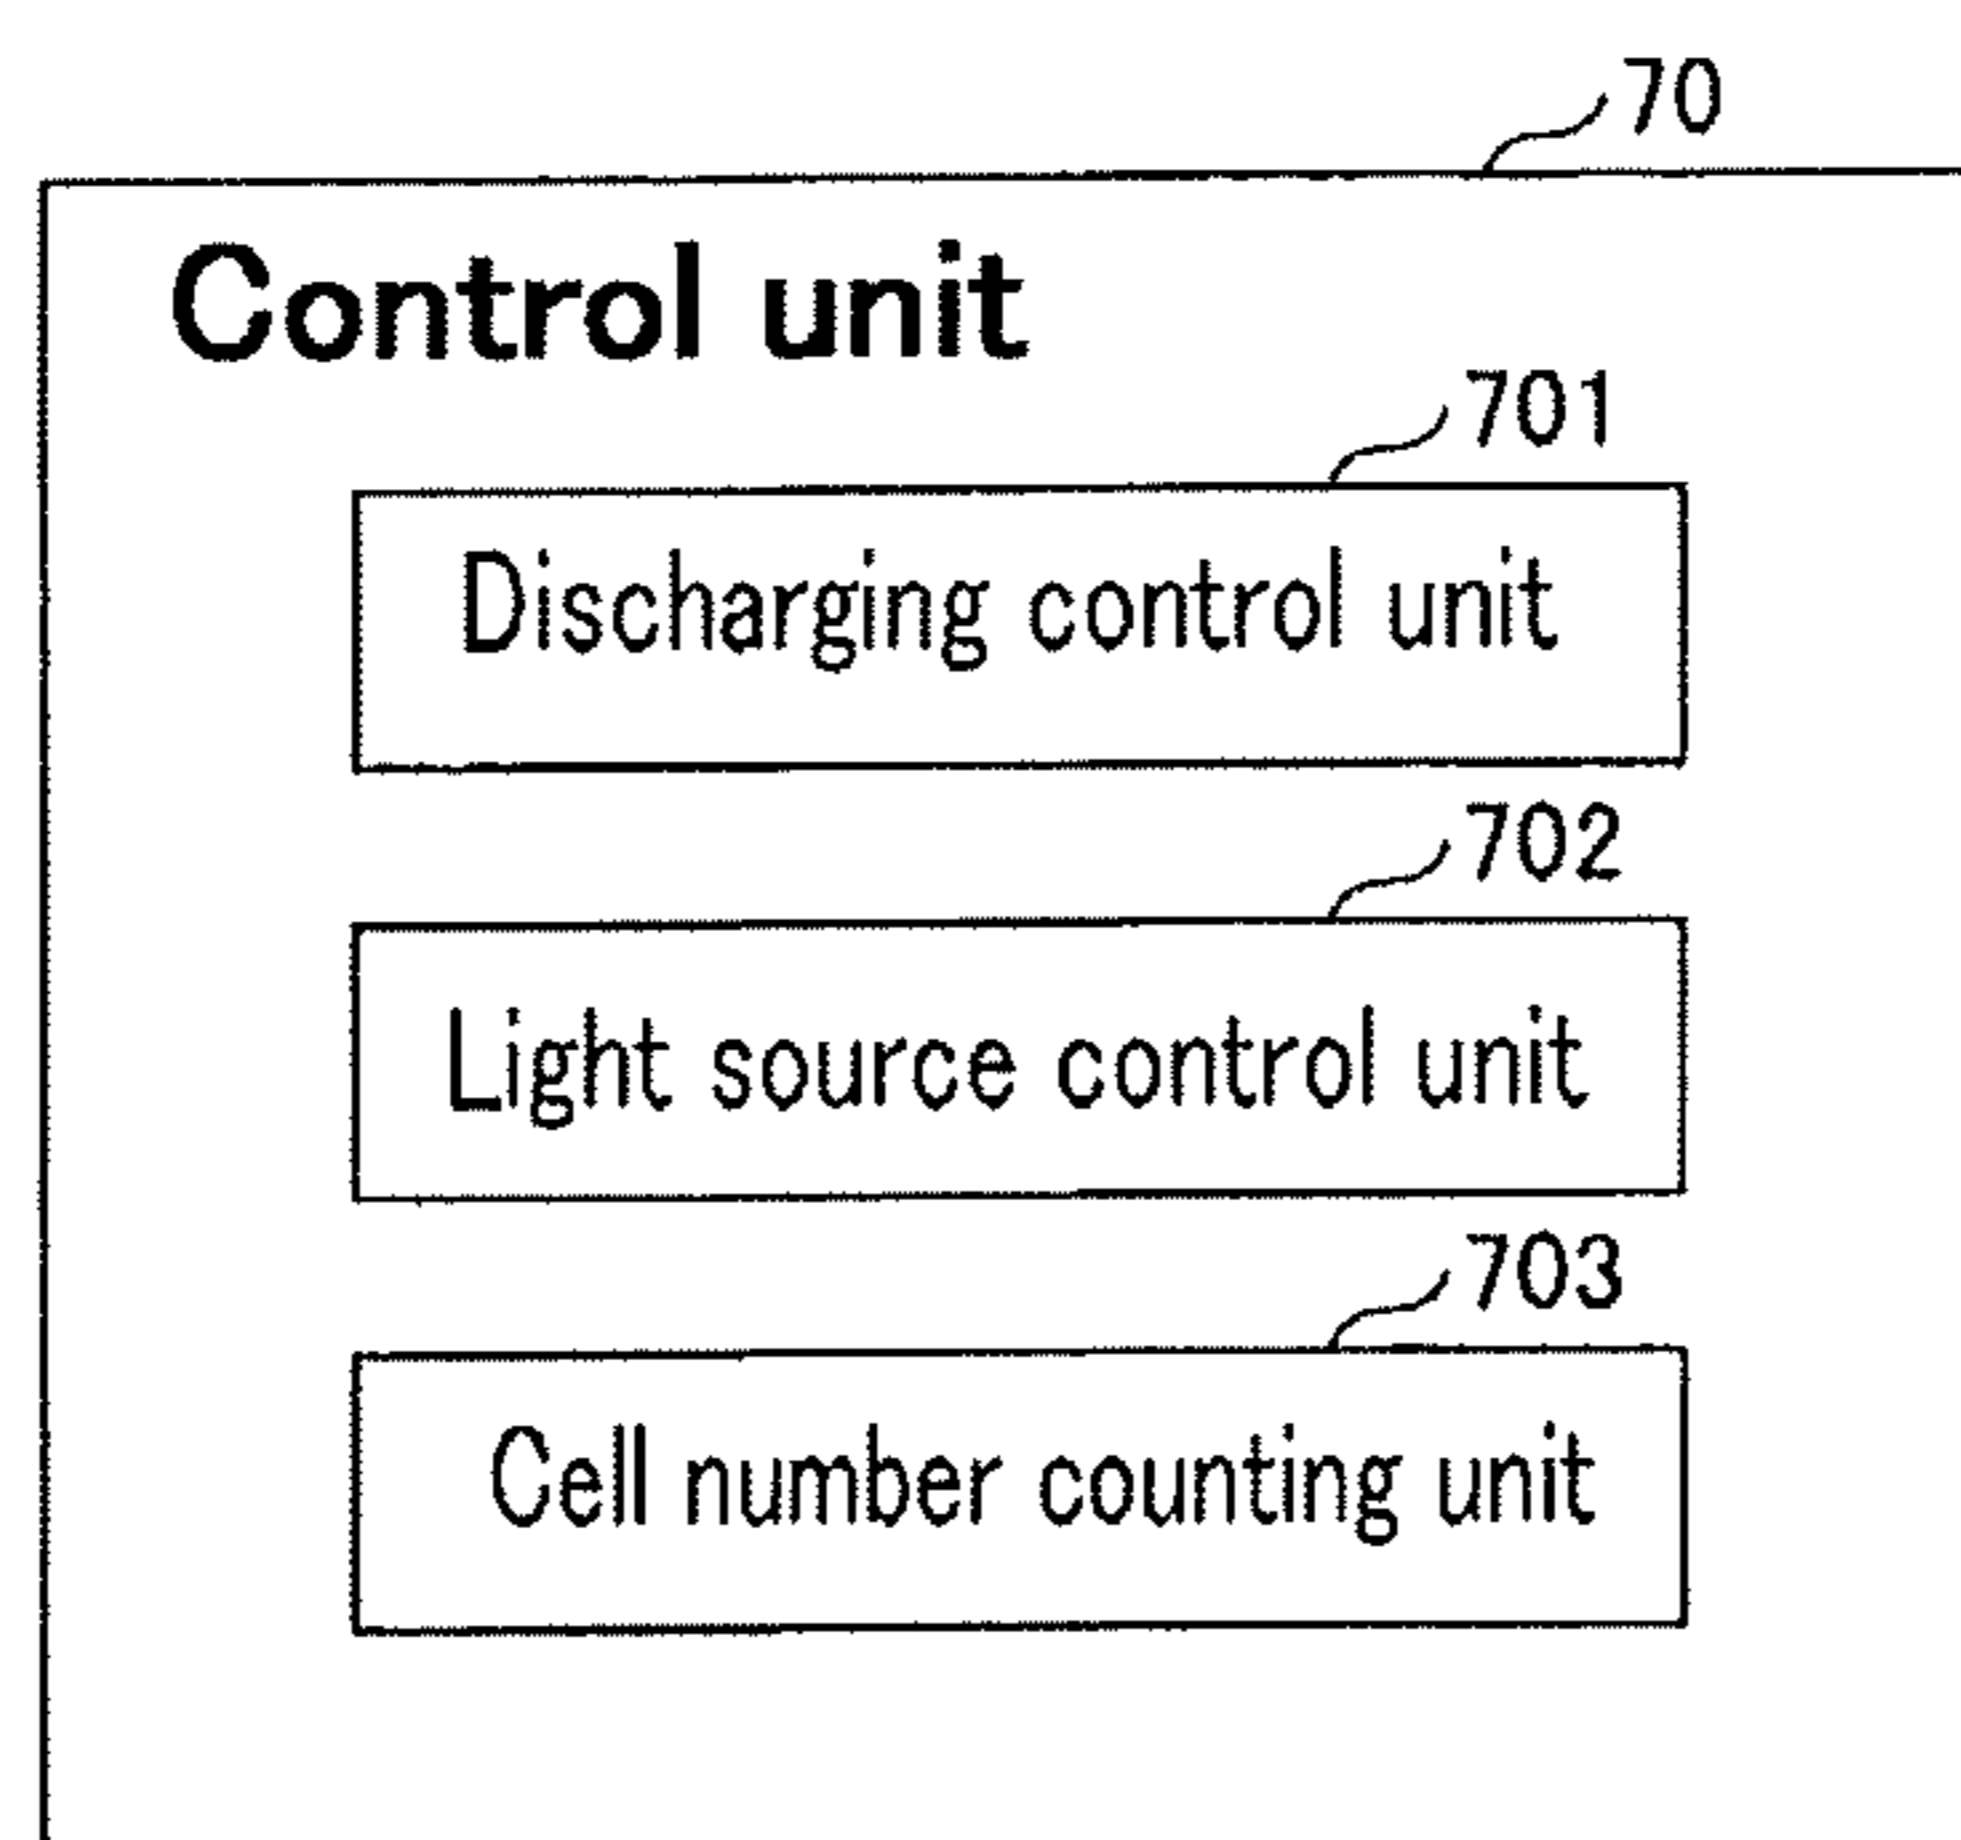 70
Control unit
701
Discharging control unit
702
Light source control unit
703
Cell number counting unit